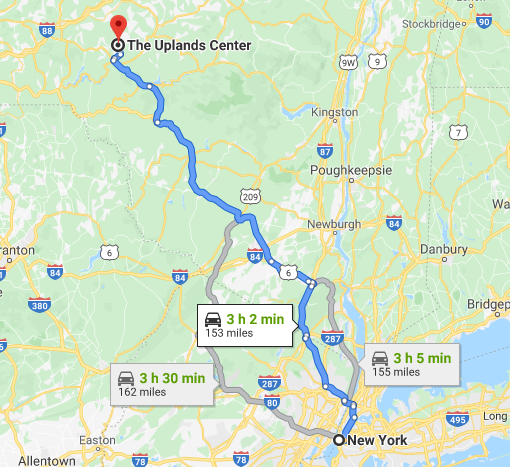 88
90
Stockbridge
The Uplands Center
9W
9
Kingston
7
87
Poughkeepsie
209
84
Wa
Newburgh
6
ranton
84
6
Danbury
84
380
3 h 2 min
153 miles
287
Bridgep
3 h 5 min
155 miles
3 h 30 min
162 miles
287
80
495
Long
Easton
New York
Allentown
78
78